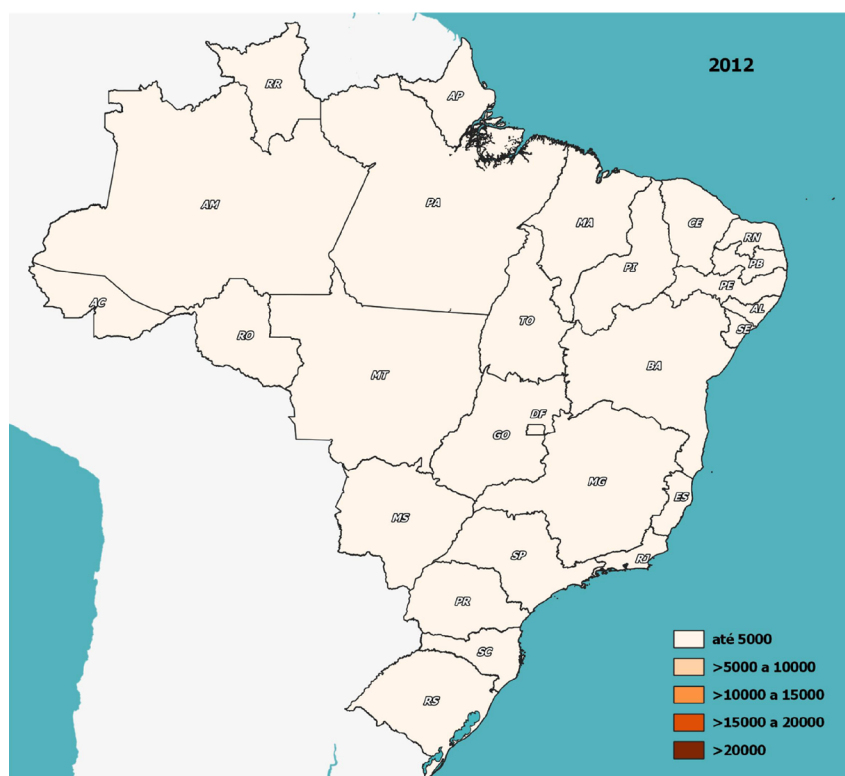 2012
RR
AP
AM
PA
MA
CE
RN
PB
PI
PE
AL
AC
SE
TO
RO
BA
MT
DF
GO
MG
ES
MS
SP
RJ
PR
SC
RS
até 5000
>5000 a 10000
>10000 a 15000
>15000 a 20000
>20000